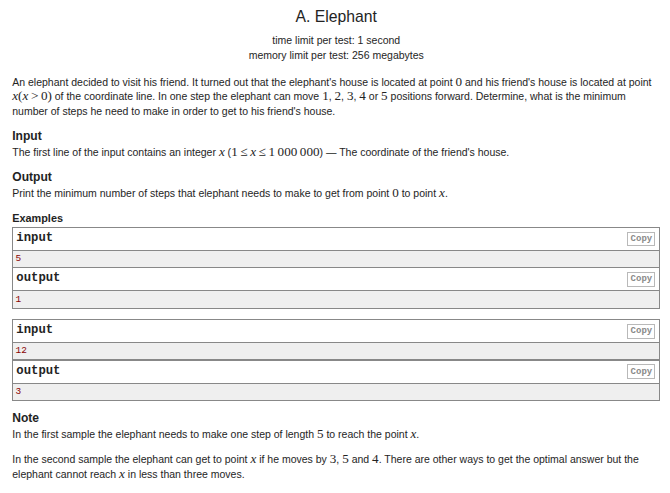 A. Elephant
time limit per test: 1 second
memory limit per test: 256 megabytes
An elephant decided to visit his friend. It turned out that the elephant's house is located at point 0 and his friend's house is located at point
x(x > 0) of the coordinate line. In one step the elephant can move 1, 2, 3, 4 or 5 positions forward. Determine, what is the minimum
number of steps he need to make in order to get to his friend's house.
Input
The first line of the input contains an integer x (1 ≤ x ≤ 1 000 000) — The coordinate of the friend's house.
Output
Print the minimum number of steps that elephant needs to make to get from point 0 to point x.
Examples
input
Copy
5
output
Copy
1
input
Copy
12
output
Copy
3
Note
In the first sample the elephant needs to make one step of length 5 to reach the point x.
In the second sample the elephant can get to point x if he moves by 3, 5 and 4. There are other ways to get the optimal answer but the
elephant cannot reach x in less than three moves.